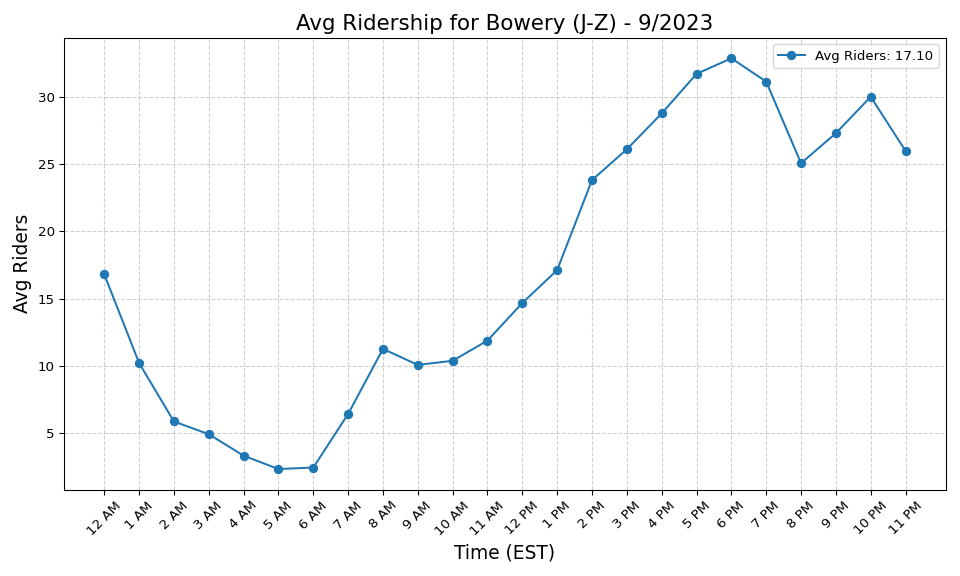 Avg Ridership for Bowery (J-Z) - 9/2023
Avg Riders: 17.10
Avg Riders
30
25
20
15
10
5
12 AM
1 AM
2 AM
3 AM
4 AM
5 AM
6 AM
7 AM
8 AM
9 AM
10 AM
11 AM
12 PM
1 PM
2 PM
3 PM
4 PM
5 PM
6 PM
7 PM
8 PM
9 PM
10 PM
11 PM
Time (EST)